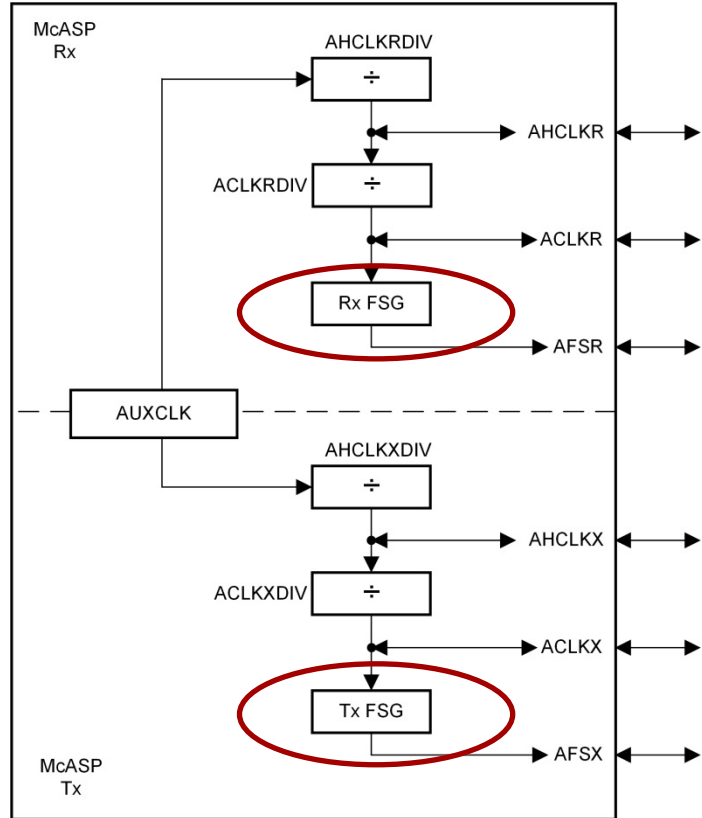 McASP
Rx
AHCLKRDIV
÷
AHCLKR
ACLKRDIV
÷
ACLKR
Rx FSG
AFSR
AUXCLK
AHCLKXDIV
÷
AHCLKX
ACLKXDIV
÷
ACLKX
Tx FSG
AFSX
McASP
Tx